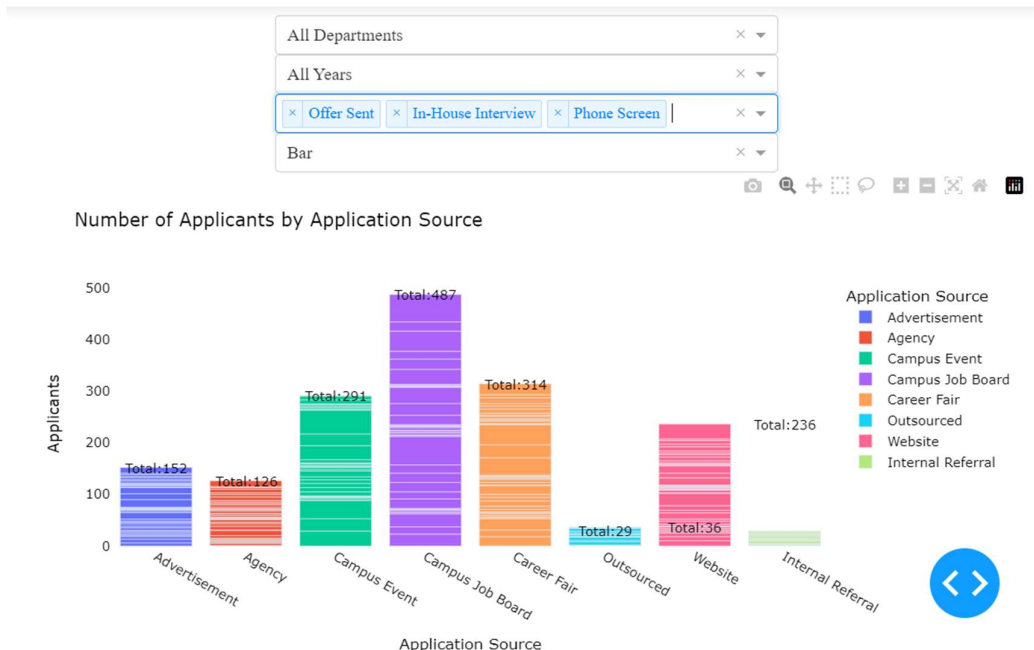 All Departments
All Years
× Offer Sent × In-House Interview × Phone Screen
Bar
Number of Applicants by Application Source
500
400
300
200
100
0
Applicants
Total:152
Total:126
Total:291
Total:487
Total:314
Total:29
Total:36
Total:236
Advertisement
Agency
Campus Event
Campus Job Board
Career Fair
Outsourced
Website
Internal Referral
Application Source
Application Source
Advertisement
Agency
Campus Event
Campus Job Board
Career Fair
Outsourced
Website
Internal Referral